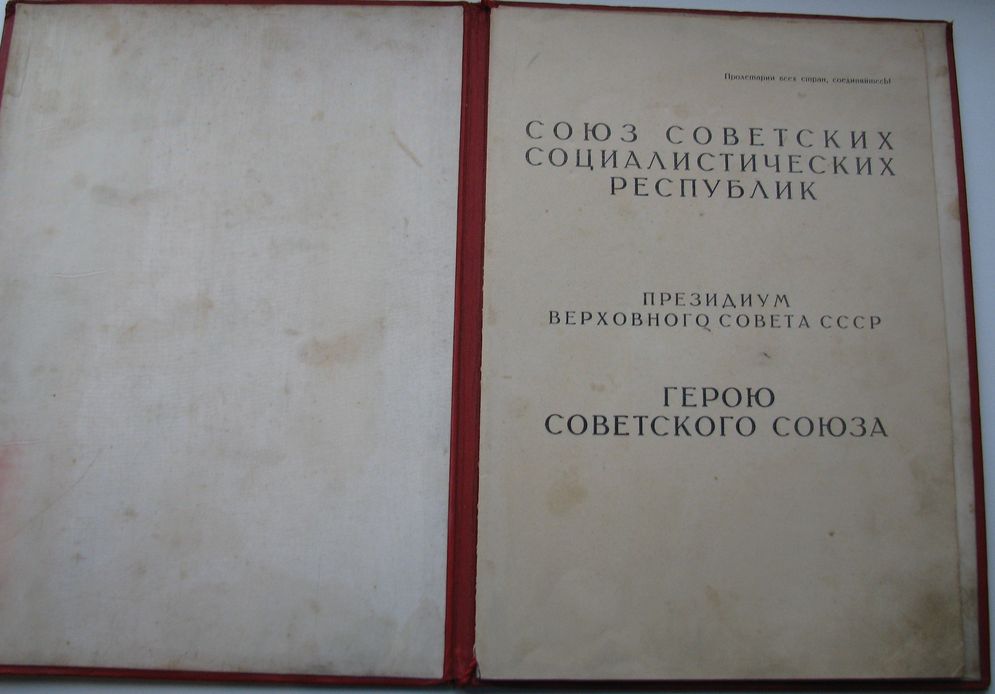 Пролетарии всех стран, соединяйтесь!
СОЮЗ СОВЕТСКИХ
СОЦИАЛИСТИЧЕСКИХ
РЕСПУБЛИК
ПРЕЗИДИУМ
ВЕРХОВНОГО СОВЕТА СССР
ГЕРОЮ
СОВЕТСКОГО СОЮЗА